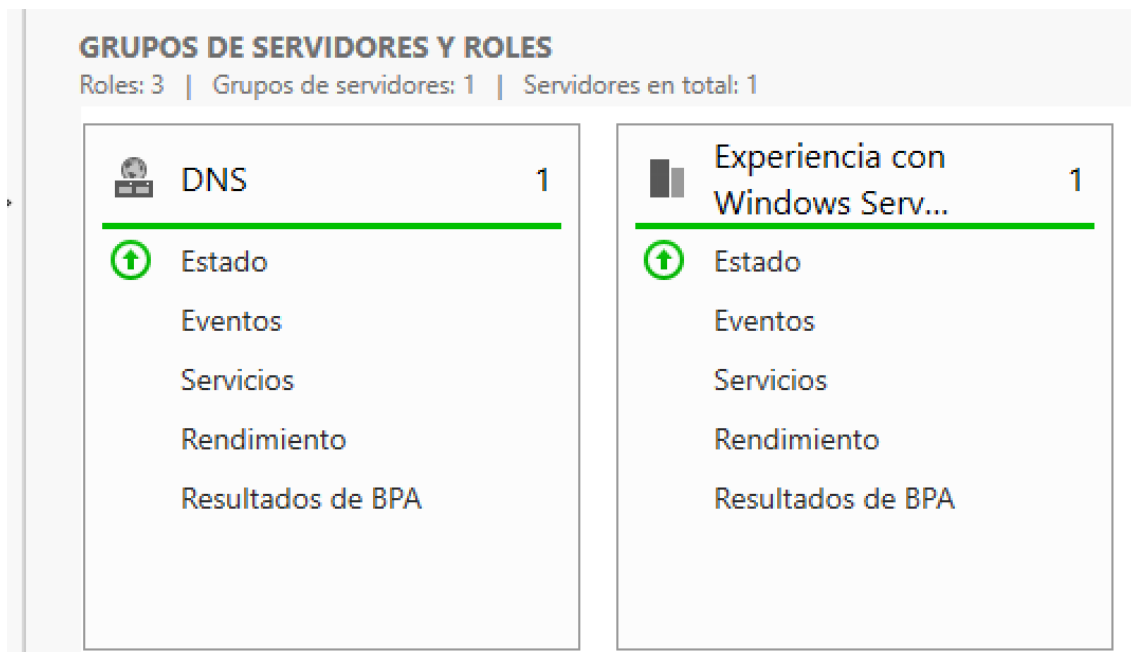 GRUPOS DE SERVIDORES Y ROLES
Roles: 3 | Grupos de servidores: 1 | Servidores en total: 1
DNS 1
Estado
Eventos
Servicios
Rendimiento
Resultados de BPA
Experiencia con
Windows Serv... 1
Estado
Eventos
Servicios
Rendimiento
Resultados de BPA